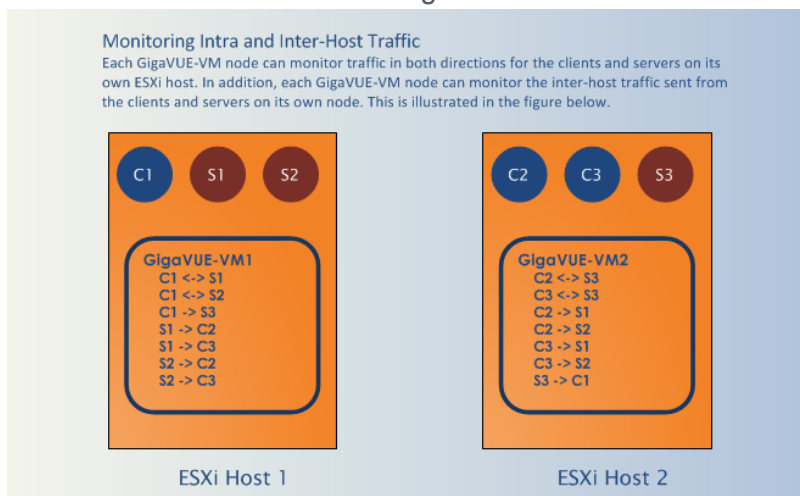 Monitoring Intra and Inter-Host Traffic
Each GigaVUE-VM node can monitor traffic in both directions for the clients and servers on its
own ESXi host. In addition, each GigaVUE-VM node can monitor the inter-host traffic sent from
the clients and servers on its own node. This is illustrated in the figure below.
C1 S1 S2
GigaVUE-VM1
C1 <-> S1
C1 <-> S2
C1 -> S3
S1 -> C2
S1 -> C3
S2 -> C2
S2 -> C3
ESXi Host 1
C2 C3 S3
GigaVUE-VM2
C2 <-> S3
C3 <-> S3
C2 -> S1
C2 -> S2
C3 -> S1
C3 -> S2
S3 -> C1
ESXi Host 2